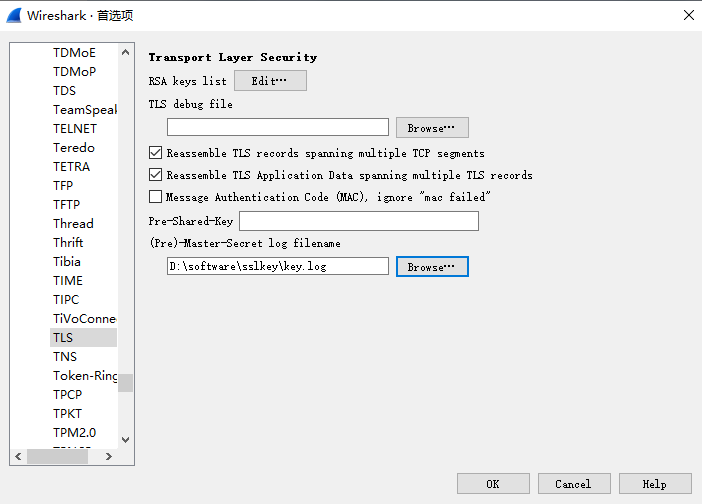 Wireshark · 首选项
TDMoE
TDMoP
TDS
TeamSpeak
TELNET
Teredo
TETRA
TFP
TFTP
Thread
Thrift
Tibia
TIME
TIPC
TiVoConne
TLS
TNS
Token-Ring
TPCP
TPKT
TPM2.0
Transport Layer Security
RSA keys list Edit…
TLS debug file
Browse…
Reassemble TLS records spanning multiple TCP segments
Reassemble TLS Application Data spanning multiple TLS records
Message Authentication Code (MAC), ignore "mac failed"
Pre-Shared-Key
(Pre)-Master-Secret log filename
D:\software\sslkey\key.log Browse…
OK Cancel Help